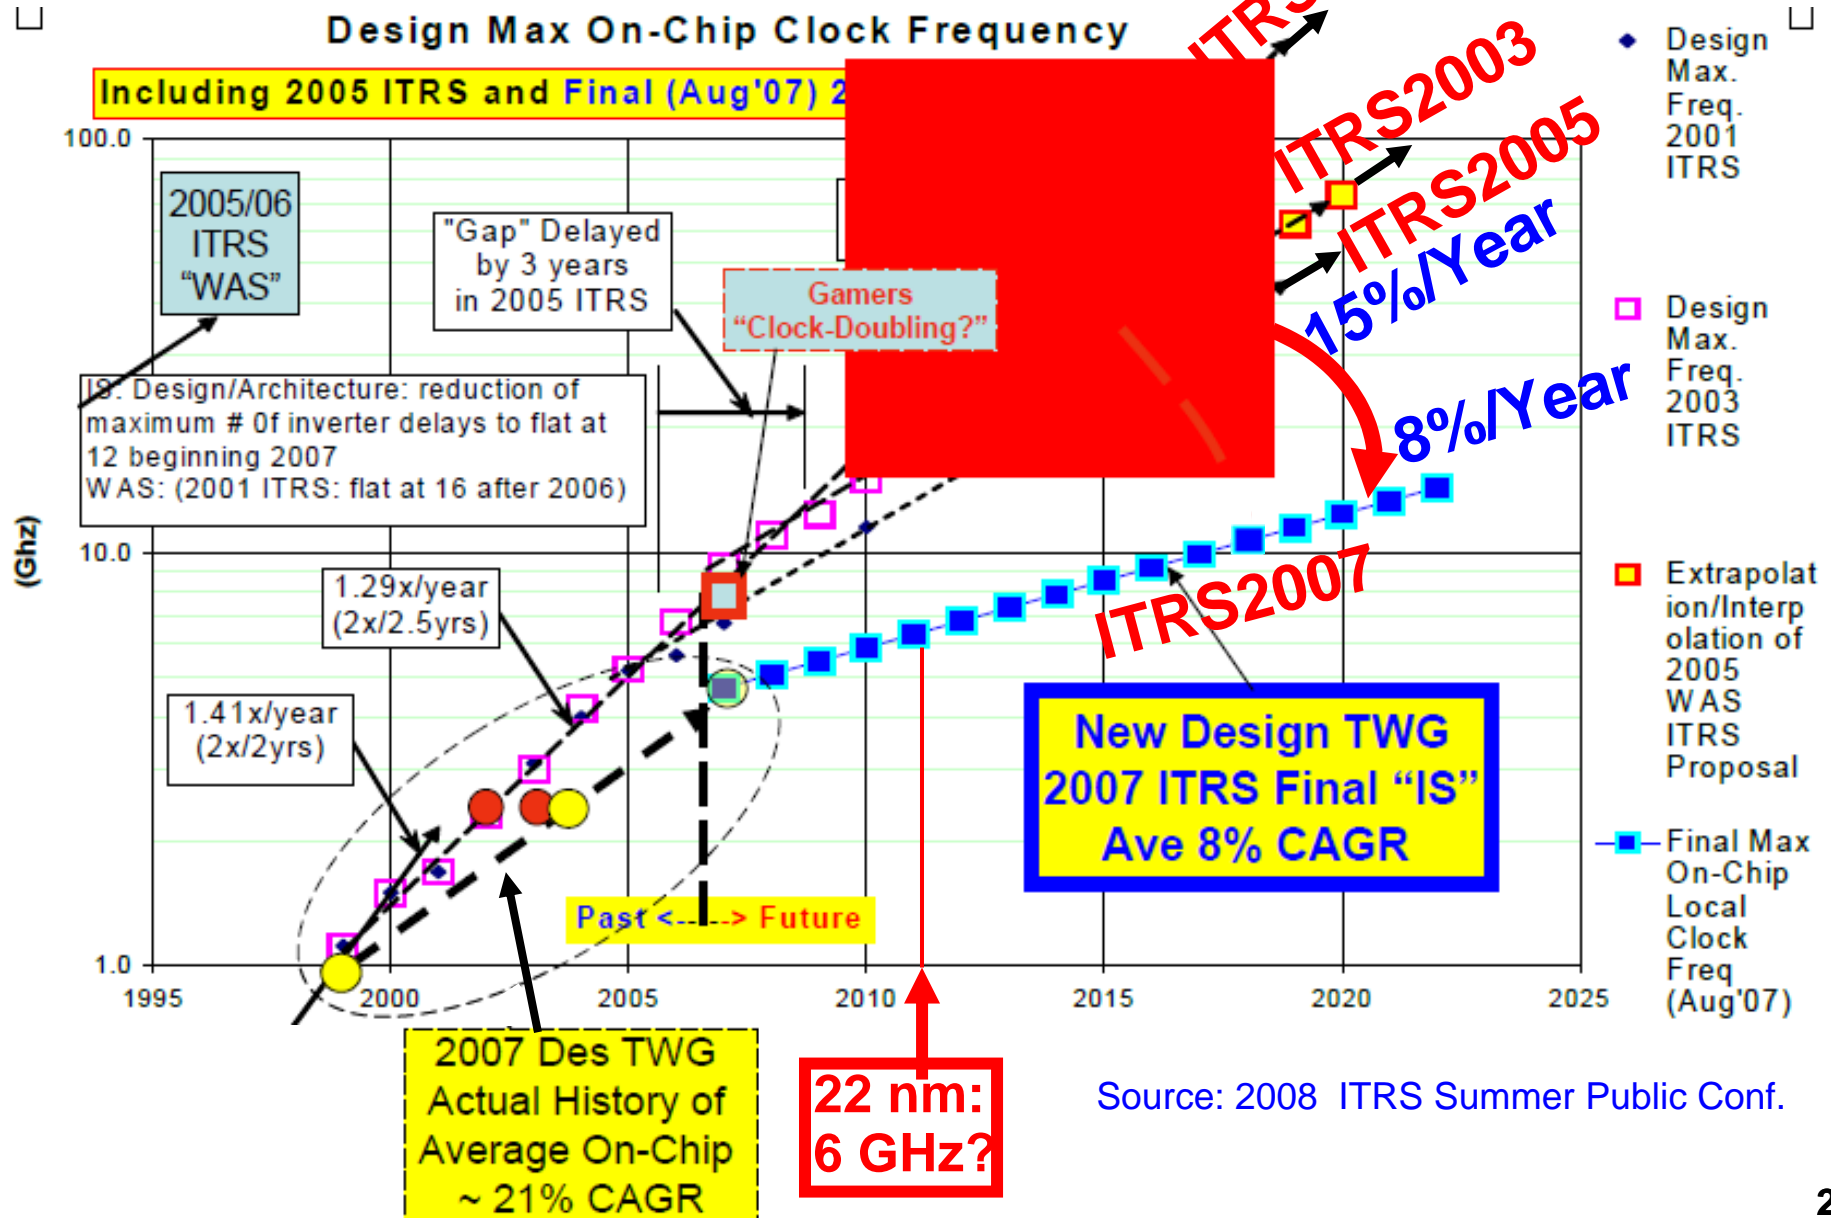 Design Max On-Chip Clock Frequency
Including 2005 ITRS and Final (Aug'07) 2
ITRS
ITRS2003
ITRS2005
15%/Year
8%/Year
ITRS2007
(Ghz)
100.0
10.0
1.0
1995
2000
2005
2010
2015
2020
2025
2005/06
ITRS
“WAS”
"Gap" Delayed
by 3 years
in 2005 ITRS
Gamers
“Clock-Doubling?”
IS: Design/Architecture: reduction of
maximum # 0f inverter delays to flat at
12 beginning 2007
WAS: (2001 ITRS: flat at 16 after 2006)
1.29x/year
(2x/2.5yrs)
1.41x/year
(2x/2yrs)
Past <-----> Future
New Design TWG
2007 ITRS Final “IS”
Ave 8% CAGR
2007 Des TWG
Actual History of
Average On-Chip
~ 21% CAGR
22 nm:
6 GHz?
Source: 2008 ITRS Summer Public Conf.
Design
Max.
Freq.
2001
ITRS
Design
Max.
Freq.
2003
ITRS
Extrapolat
ion/Interp
olation of
2005
WAS
ITRS
Proposal
Final Max
On-Chip
Local
Clock
Freq
(Aug'07)
2